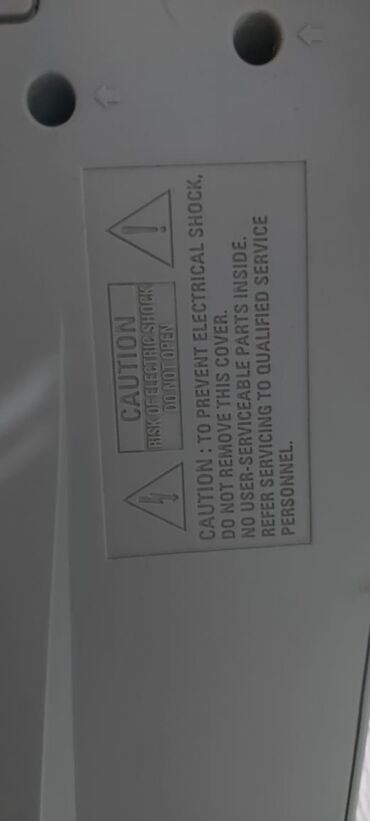 CAUTION
RISK OF ELECTRIC SHOCK
DO NOT OPEN
CAUTION : TO PREVENT ELECTRICAL SHOCK,
DO NOT REMOVE THIS COVER.
NO USER-SERVICEABLE PARTS INSIDE.
REFER SERVICING TO QUALIFIED SERVICE
PERSONNEL.